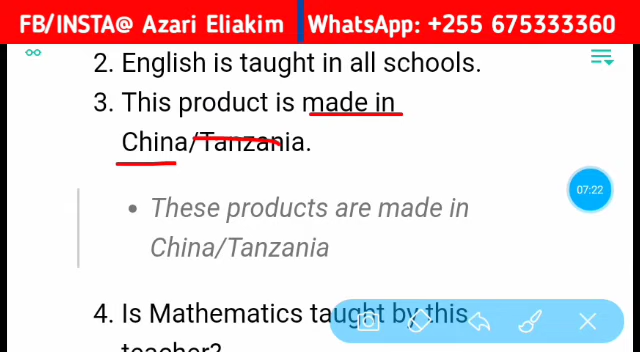 FB/INSTA@ Azari Eliakim WhatsApp: +255 675333360
2. English is taught in all schools.
3. This product is made in
China/Tanzania.
07:22
• These products are made in
China/Tanzania
4. Is Mathematics taught by this
teacher?